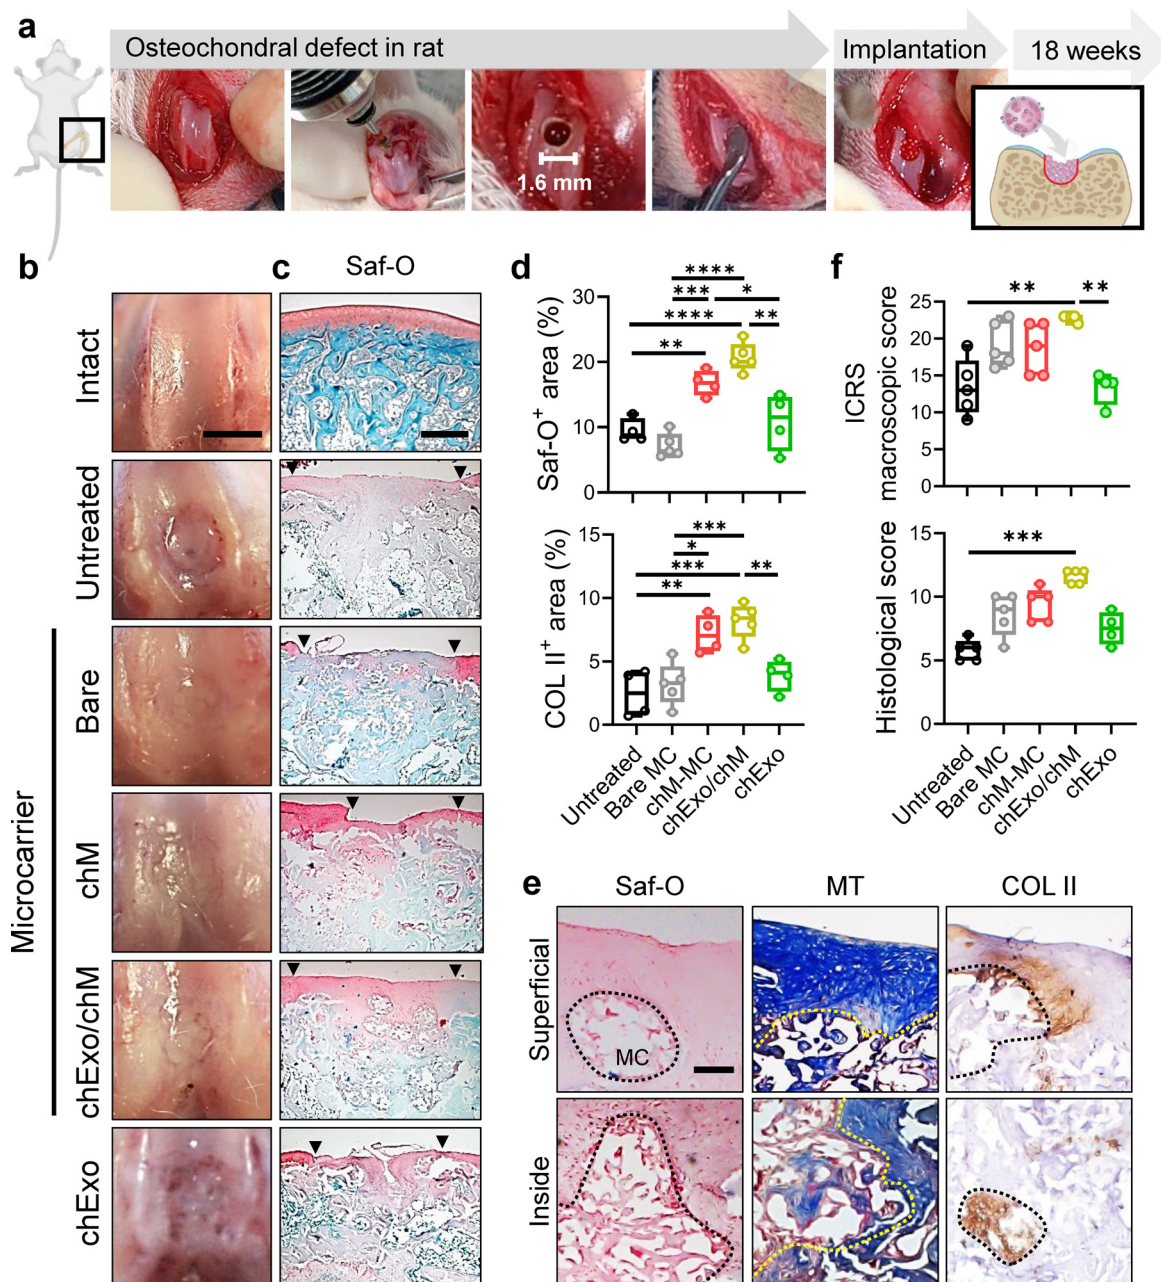 a
Osteochondral defect in rat
Implantation
18 weeks
1.6 mm
b
c
Saf-O
Intact
Untreated
Microcarrier
Bare
chM
chExo/chM
chExo
d
Saf-O+ area (%)
30
20
10
0
****
***
*
****
**
**
COL II+ area (%)
15
10
5
0
***
*
***
**
**
Untreated
Bare MC
chM-MC
chExo/chM
chExo
f
ICRS
macroscopic score
25
20
15
10
5
0
**
**
Histological score
15
10
5
0
***
Untreated
Bare MC
chM-MC
chExo/chM
chExo
e
Saf-O
MT
COL II
Superficial
MC
Inside